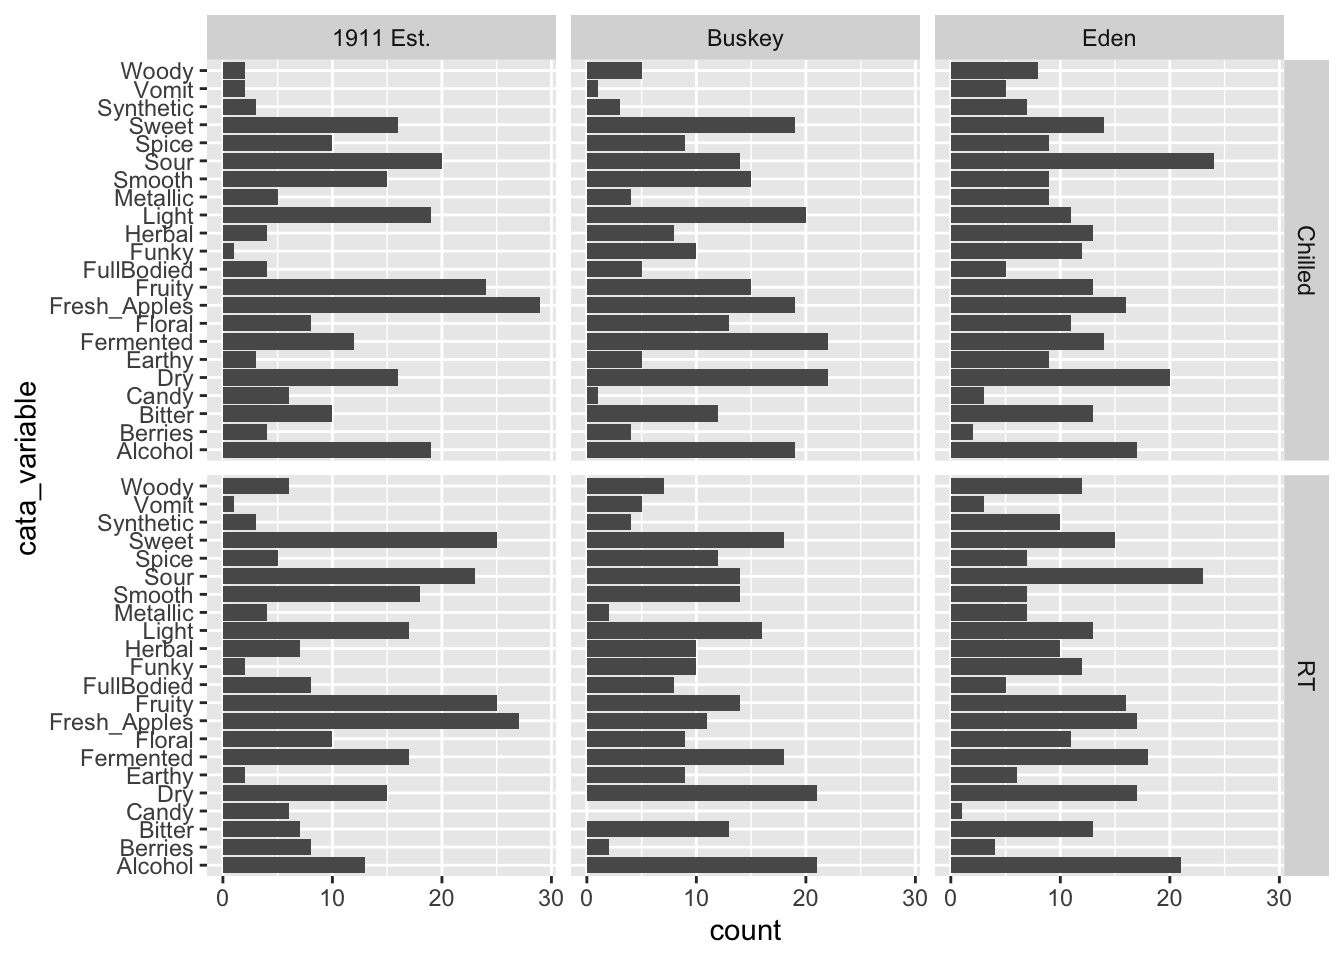 1911 Est. Buskey Eden
Woody
Vomit
Synthetic
Sweet
Spice
Sour
Smooth
Metallic
Light
Herbal
Funky
FullBodied
Fruity
Fresh_Apples
Floral
Fermented
Earthy
Dry
Candy
Bitter
Berries
Alcohol
Chilled
Woody
Vomit
Synthetic
Sweet
Spice
Sour
Smooth
Metallic
Light
Herbal
Funky
FullBodied
Fruity
Fresh_Apples
Floral
Fermented
Earthy
Dry
Candy
Bitter
Berries
Alcohol
RT
0 10 20 30 0 10 20 30 0 10 20 30
count
cata_variable